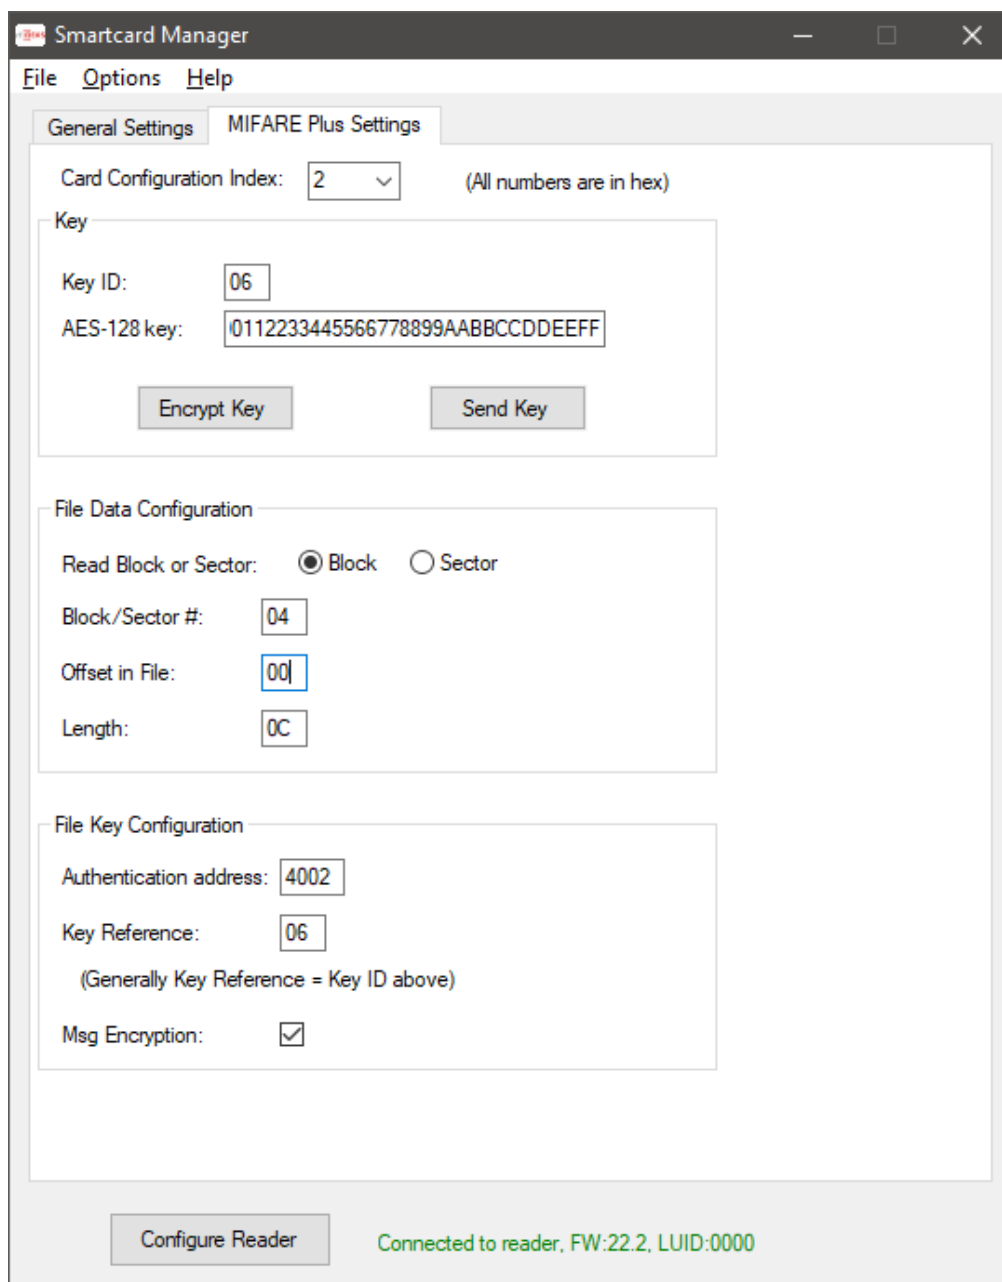 Smartcard Manager
File Options Help
General Settings MIFARE Plus Settings
Card Configuration Index: 2 (All numbers are in hex)
Key
Key ID: 06
AES-128 key: 0112233445566778899AABBCCDDEEFF
Encrypt Key Send Key
File Data Configuration
Read Block or Sector: Block Sector
Block/Sector #: 04
Offset in File: 00
Length: 0C
File Key Configuration
Authentication address: 4002
Key Reference: 06
(Generally Key Reference = Key ID above)
Msg Encryption:
Configure Reader Connected to reader, FW:22.2, LUID:0000